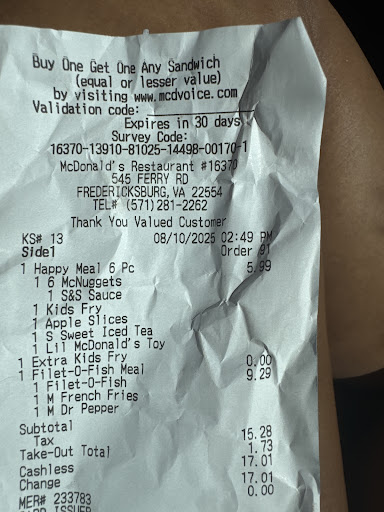 Buy One Get One Any Sandwich
(equal or lesser value)
by visiting www.mcdvoice.com
Validation code:
Expires in 30 days
Survey Code:
16370-13910-81025-14498-00170-1
McDonald's Restaurant #16370
545 FERRY RD
FREDERICKSBURG, VA 22554
TEL# (571)281-2262
Thank You Valued Customer
KS# 13 08/10/2025 02:49 PM
Side1 Order 91
1 Happy Meal 6 Pc 5.99
1 6 McNuggets
1 S&S Sauce
1 Kids Fry
1 Apple Slices
1 S Sweet Iced Tea
1 Lil McDonald's Toy
1 Extra Kids Fry 0.00
1 Filet-O-Fish Meal 9.29
1 Filet-O-Fish
1 M French Fries
1 M Dr Pepper
Subtotal 15.28
Tax 1.73
Take-Out Total 17.01
Cashless 17.01
Change 0.00
MER# 233783
CARD ISSUER